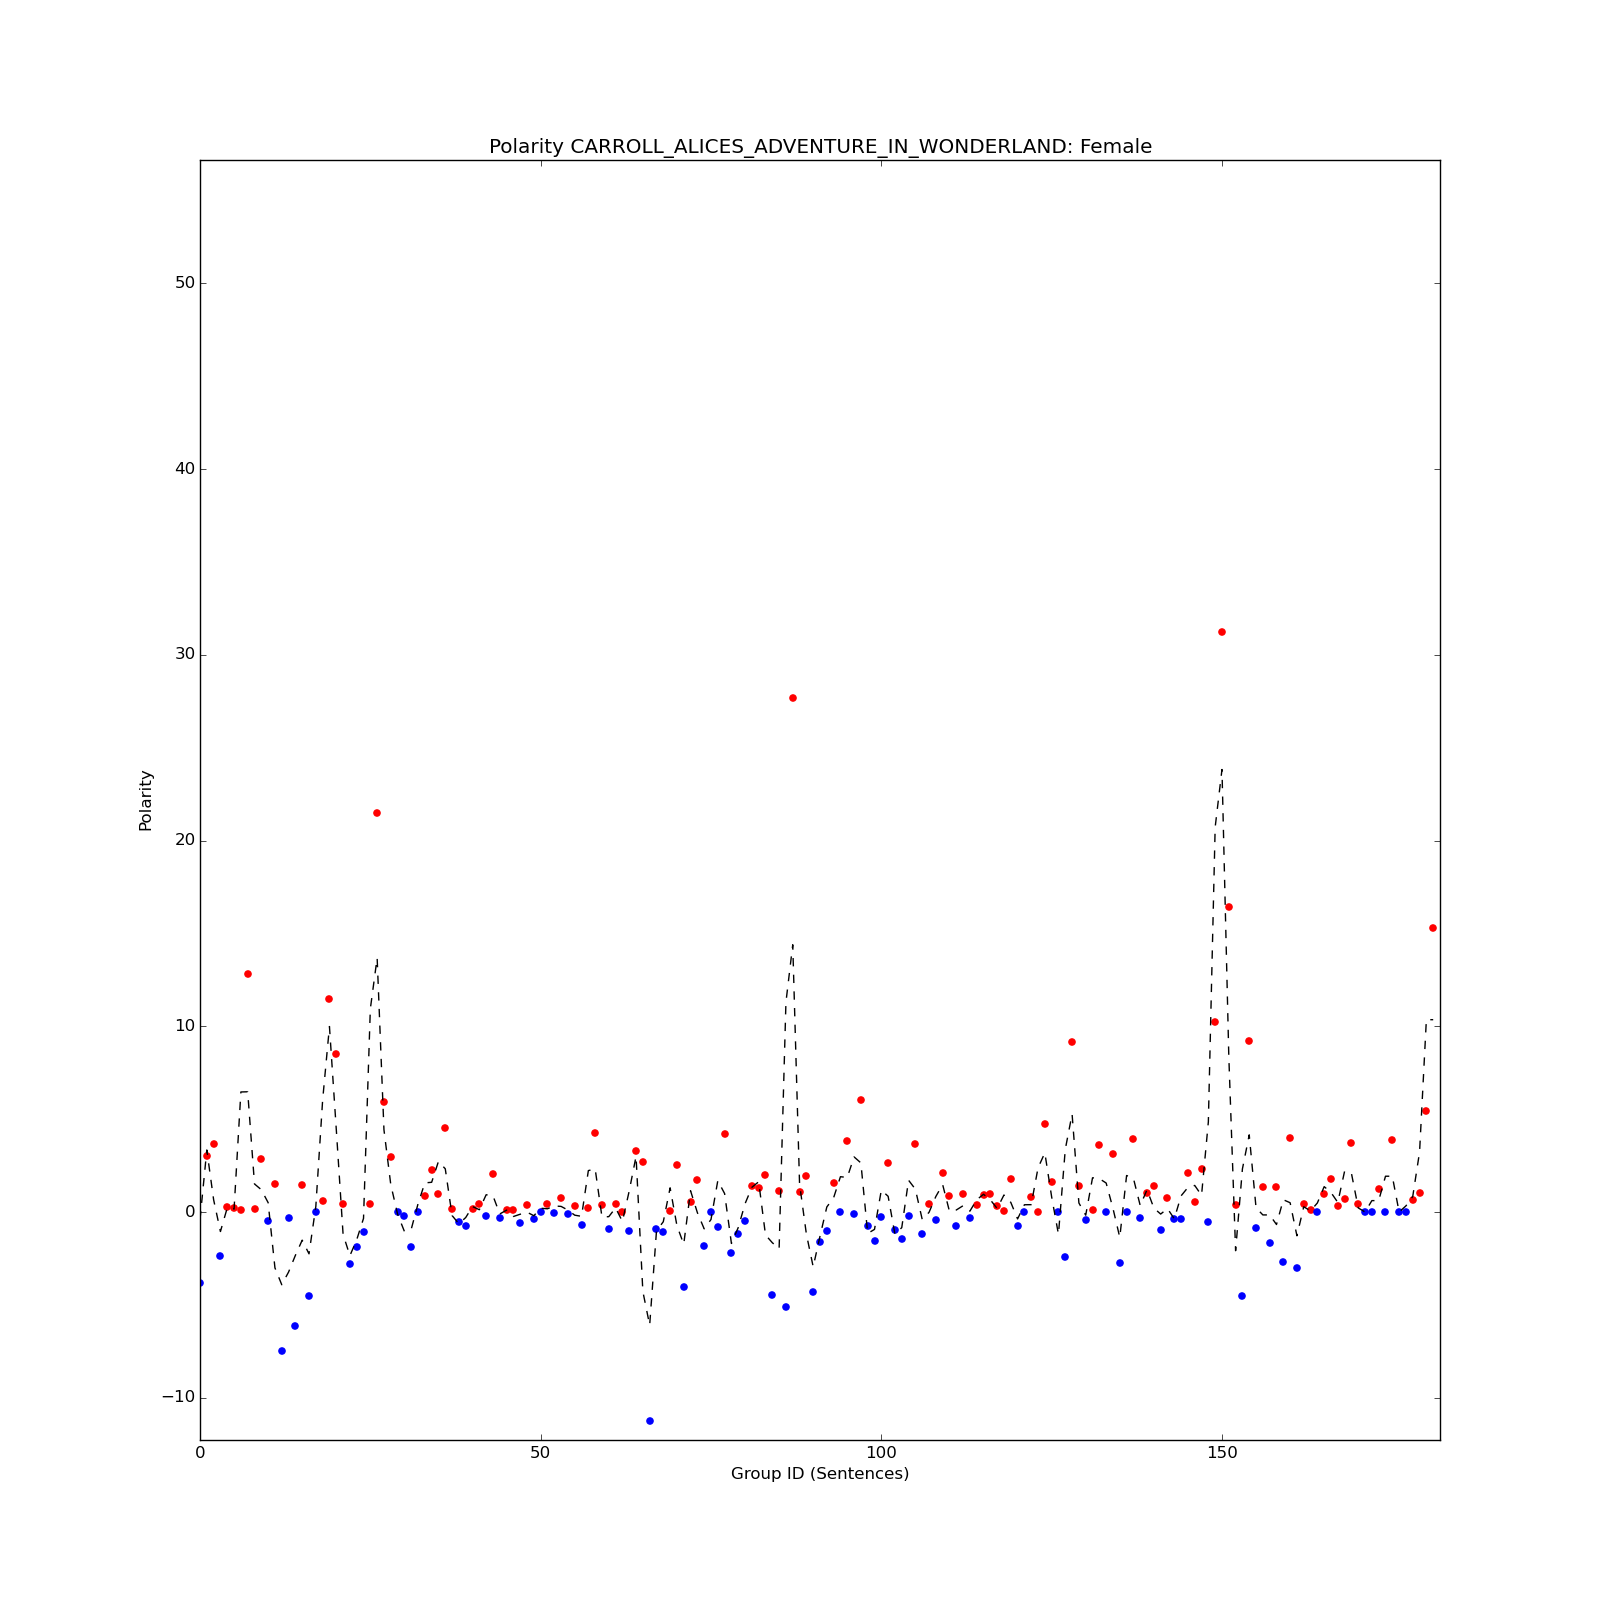 Polarity CARROLL_ALICES_ADVENTURE_IN_WONDERLAND: Female
50
40
30
20
10
0
−10
Polarity
0 50 100 150
Group ID (Sentences)